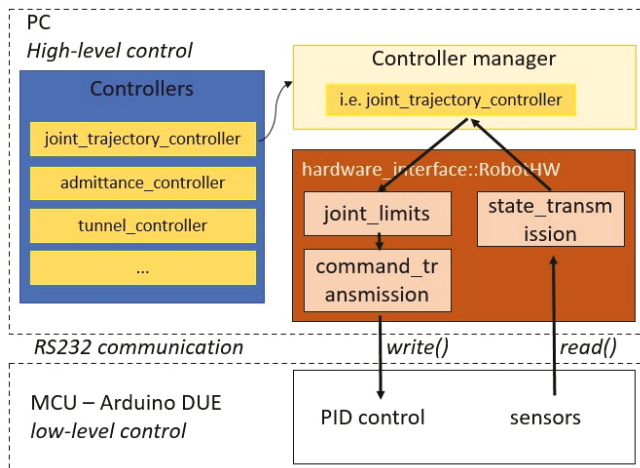 PC
High-level control
Controllers
joint_trajectory_controller
admittance_controller
tunnel_controller
...
Controller manager
i.e. joint_trajectory_controller
hardware_interface::RobotHW
joint_limits
command_tr
ansmission
state_transm
ission
RS232 communication
write()
read()
MCU – Arduino DUE
low-level control
PID control
sensors